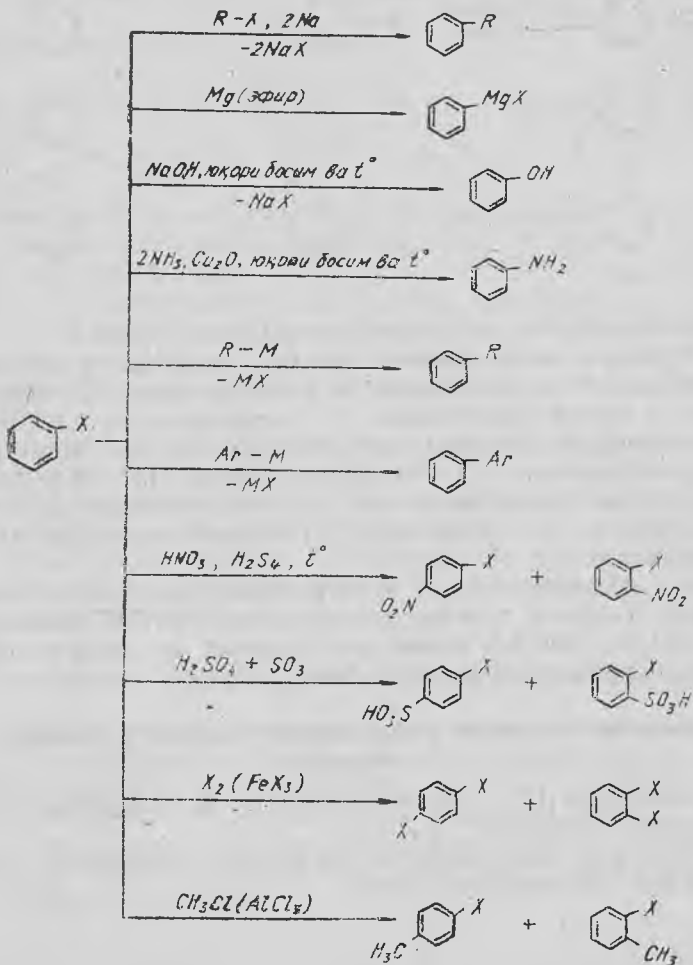 R-X, 2Na
-2NaX
R
Mg (эфир)
MgX
NaOH, юқори босим ва t°
-NaX
OH
2NH₃, Cu₂O, юқори босим ва t°
NH₂
R-M
-MX
R
X
Ar-M
-MX
Ar
HNO₃, H₂S₄, t°
X
+
X
O₂N
NO₂
H₂SO₄ + SO₃
X
+
X
HO₃S
SO₃H
X₂ (FeX₃)
X
+
X
X
X
CH₃Cl (AlCl₃)
X
+
X
H₃C
CH₃